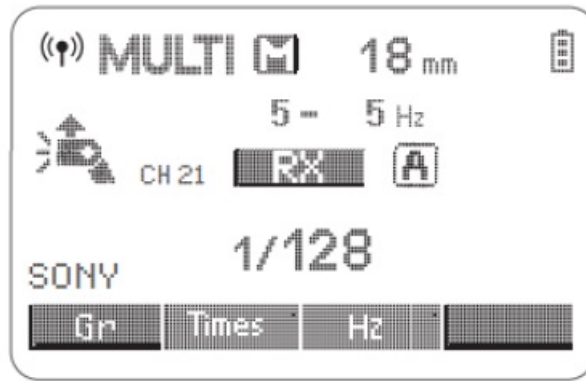 MULTI M 18 mm
5 - 5 Hz
CH 21 RX A
1/128
SONY
Gr Times Hz